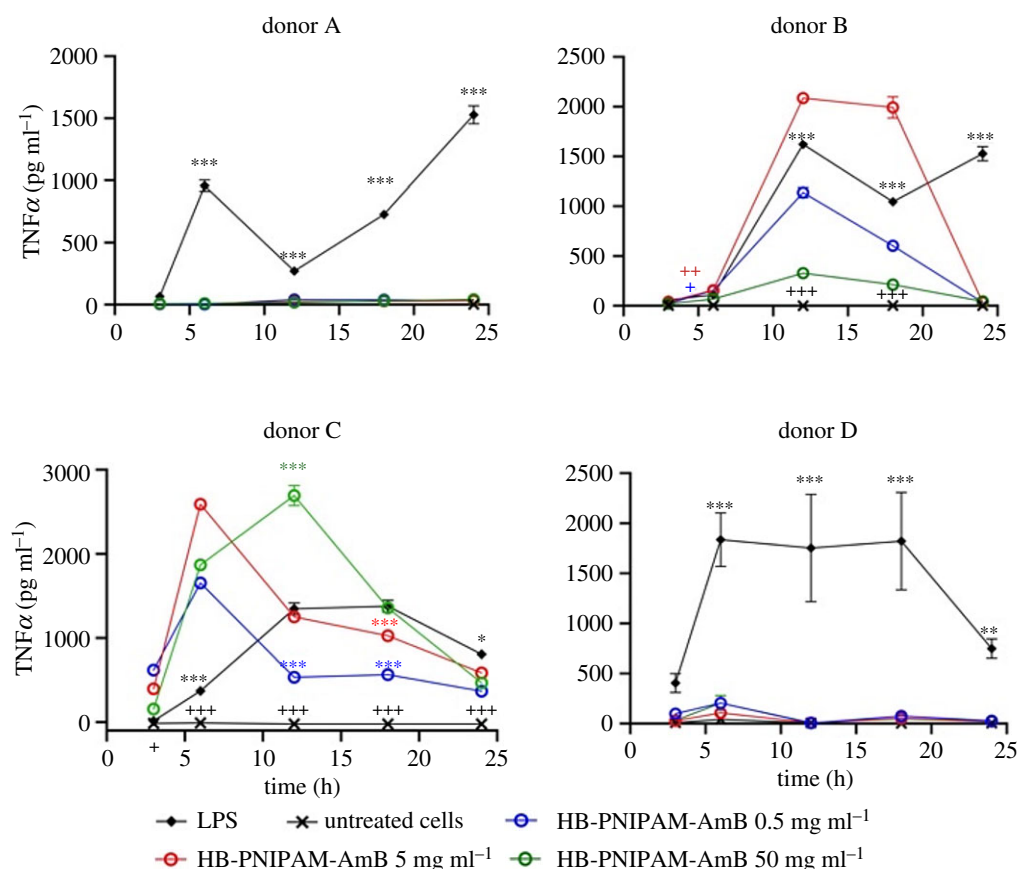 donor A
donor B
TNFα (pg ml⁻¹)
2000
1500
1000
500
0
***
***
***
***
0 5 10 15 20 25
2500
2000
1500
1000
500
0
***
***
***
++
+
+++
+++
0 5 10 15 20 25
donor C
donor D
TNFα (pg ml⁻¹)
3000
2000
1000
0
***
***
***
***
***
*
+++
+++
+++
+++
+
0 5 10 15 20 25
time (h)
2500
2000
1500
1000
500
0
***
***
***
**
0 5 10 15 20 25
time (h)
LPS
untreated cells
HB-PNIPAM-AmB 0.5 mg ml⁻¹
HB-PNIPAM-AmB 5 mg ml⁻¹
HB-PNIPAM-AmB 50 mg ml⁻¹